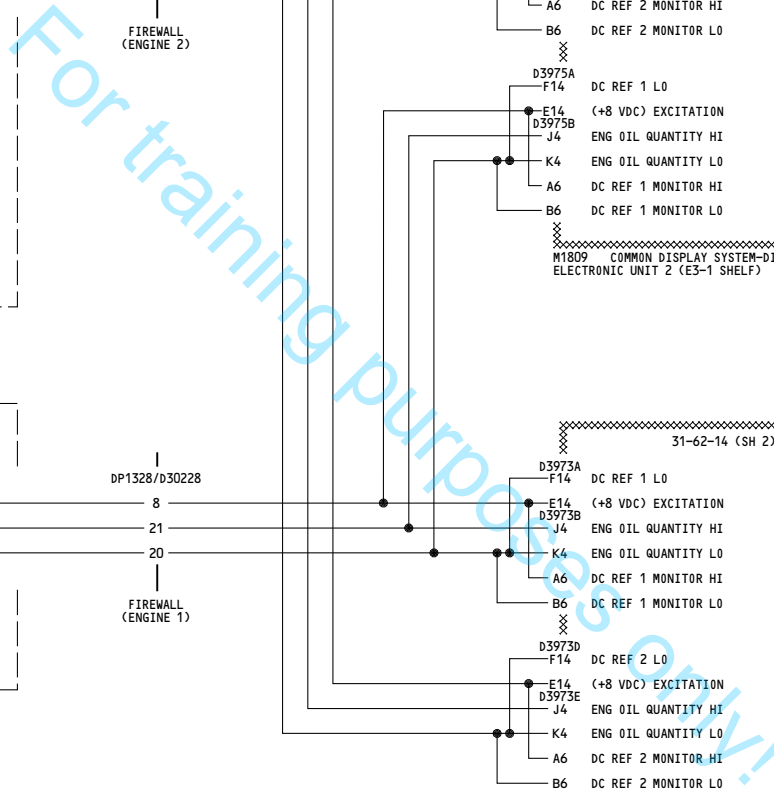 A6 DC REF 2 MONITOR HI
B6 DC REF 2 MONITOR LO
FIREWALL
(ENGINE 2)
D3975A
F14 DC REF 1 LO
E14 (+8 VDC) EXCITATION
D3975B
J4 ENG OIL QUANTITY HI
K4 ENG OIL QUANTITY LO
A6 DC REF 1 MONITOR HI
B6 DC REF 1 MONITOR LO
M1809 COMMON DISPLAY SYSTEM-DI
ELECTRONIC UNIT 2 (E3-1 SHELF)
31-62-14 (SH 2)
DP1328/D30228
8
21
20
FIREWALL
(ENGINE 1)
D3973A
F14 DC REF 1 LO
E14 (+8 VDC) EXCITATION
D3973B
J4 ENG OIL QUANTITY HI
K4 ENG OIL QUANTITY LO
A6 DC REF 1 MONITOR HI
B6 DC REF 1 MONITOR LO
D3973D
F14 DC REF 2 LO
E14 (+8 VDC) EXCITATION
D3973E
J4 ENG OIL QUANTITY HI
K4 ENG OIL QUANTITY LO
A6 DC REF 2 MONITOR HI
B6 DC REF 2 MONITOR LO
For training purposes only!